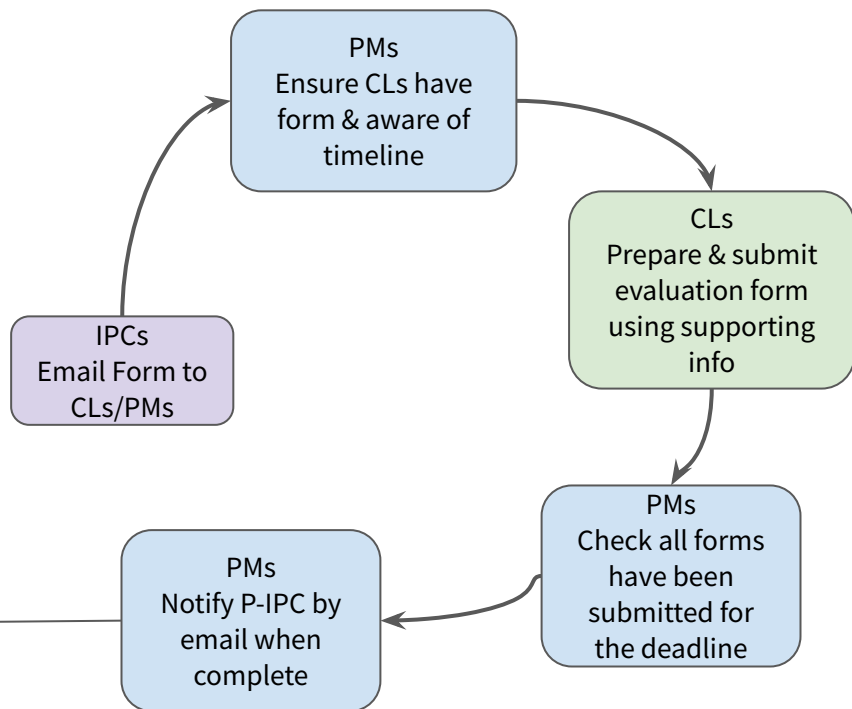 PMs
Ensure CLs have
form & aware of
timeline
CLs
Prepare & submit
evaluation form
using supporting
info
IPCs
Email Form to
CLs/PMs
PMs
Check all forms
have been
submitted for
the deadline
PMs
Notify P-IPC by
email when
complete